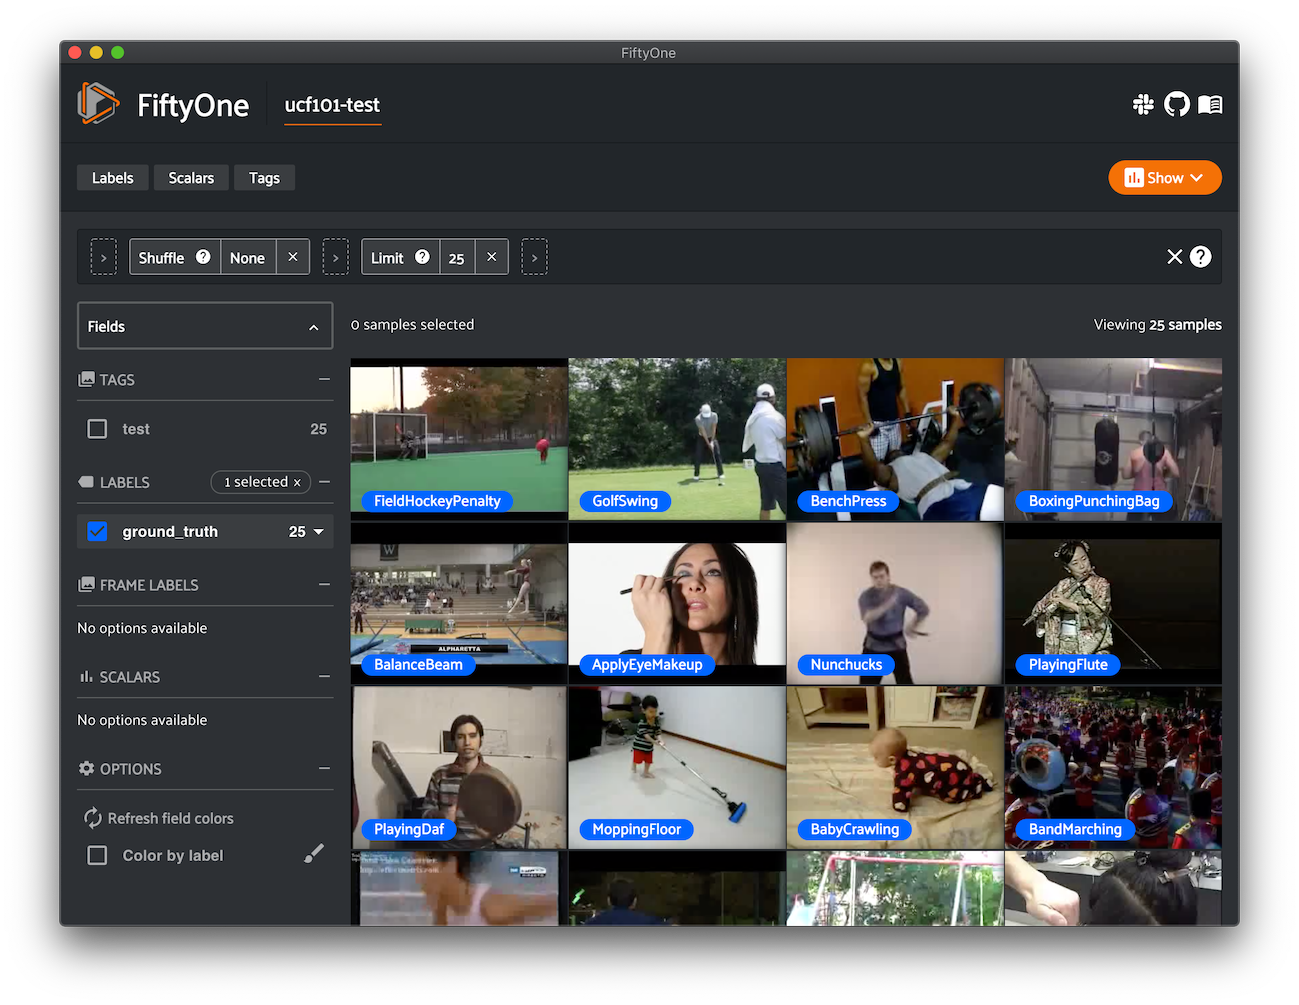 FiftyOne
FiftyOne
ucf101-test
Labels
Scalars
Tags
Show
Shuffle
None
Limit
25
Fields
0 samples selected
Viewing 25 samples
TAGS
test 25
LABELS
1 selected ×
ground_truth 25
FRAME LABELS
No options available
SCALARS
No options available
OPTIONS
Refresh field colors
Color by label
FieldHockeyPenalty
GolfSwing
BenchPress
BoxingPunchingBag
W
ALPHARETTA
BalanceBeam
ApplyEyeMakeup
Nunchucks
PlayingFlute
PlayingDaf
MoppingFloor
BabyCrawling
BandMarching